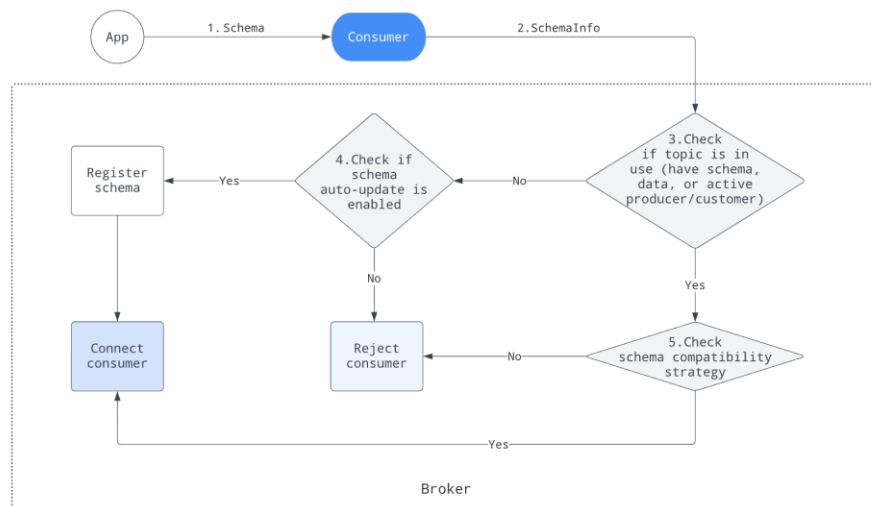 App
1. Schema
Consumer
2.SchemaInfo
3.Check
if topic is in
use (have schema,
data, or active
producer/customer)
No
4.Check if
schema
auto-update is
enabled
Yes
Register
schema
No
Yes
Connect
consumer
Reject
consumer
No
5.Check
schema compatibility
strategy
Yes
Broker